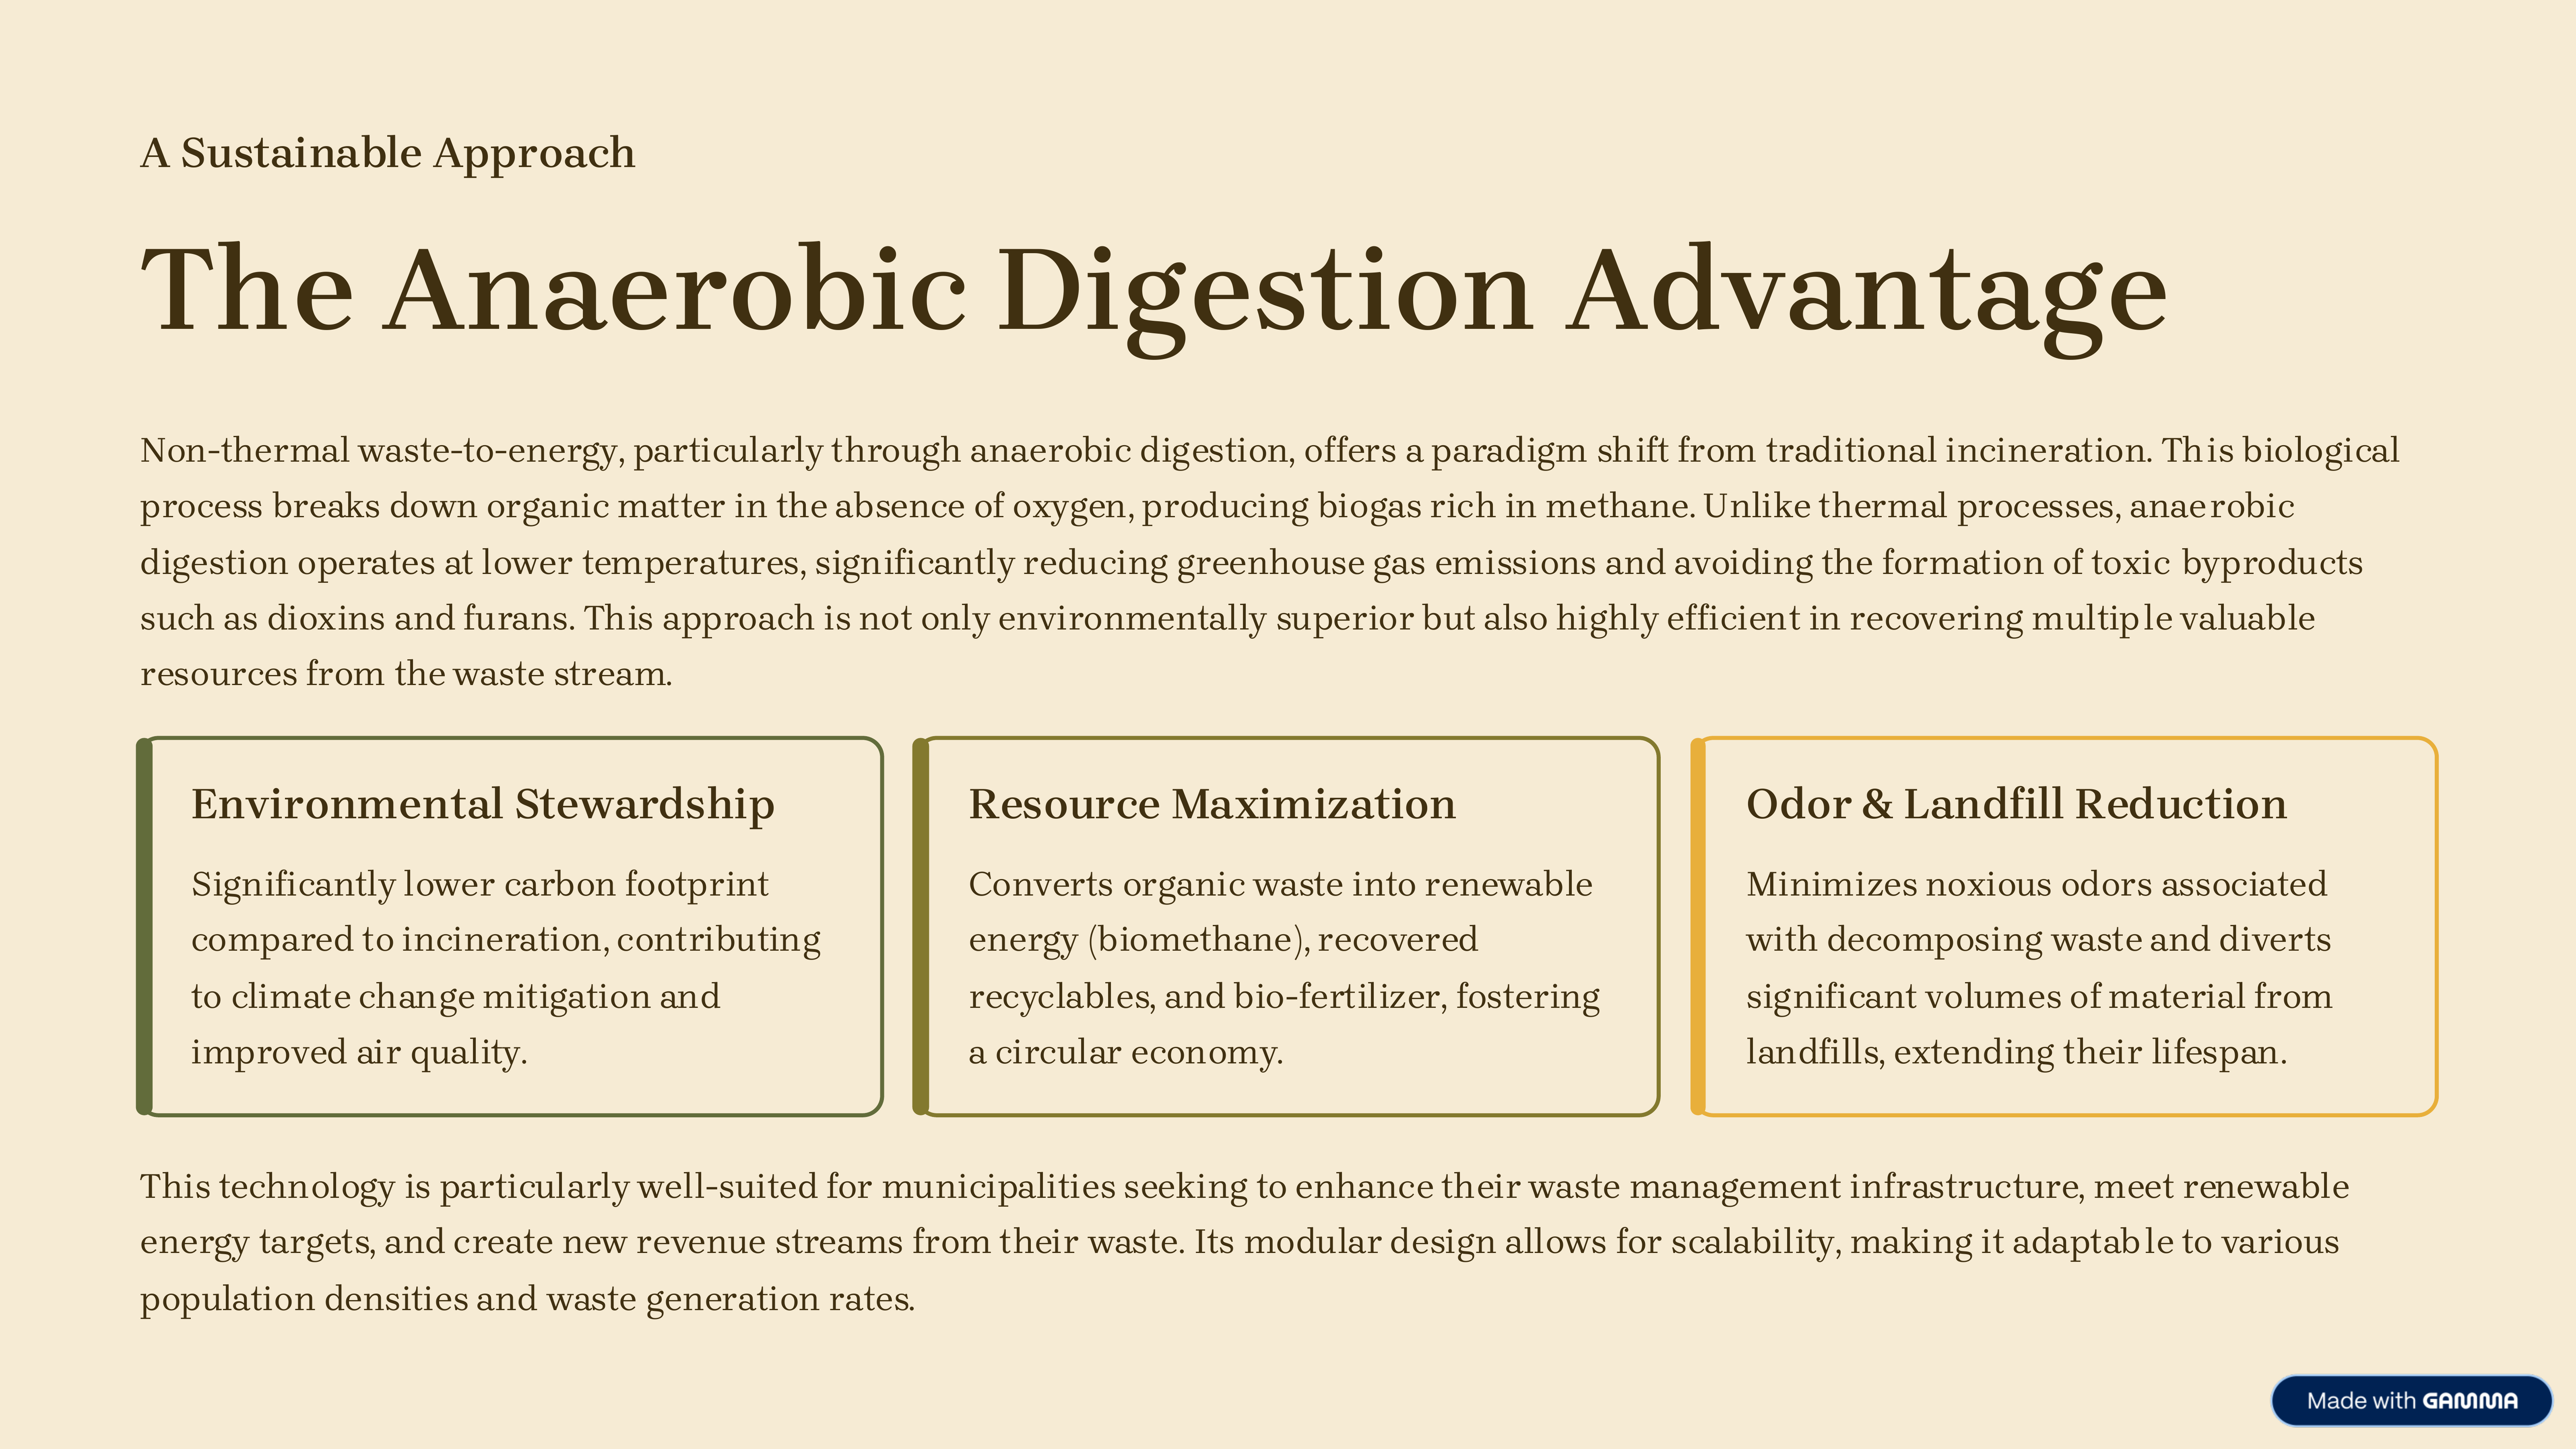 A Sustainable Approach
The Anaerobic Digestion Advantage
Non-thermal waste-to-energy, particularly through anaerobic digestion, offers a paradigm shift from traditional incineration. This biological
process breaks down organic matter in the absence of oxygen, producing biogas rich in methane. Unlike thermal processes, anaerobic
digestion operates at lower temperatures, significantly reducing greenhouse gas emissions and avoiding the formation of toxic byproducts
such as dioxins and furans. This approach is not only environmentally superior but also highly efficient in recovering multiple valuable
resources from the waste stream.
Environmental Stewardship
Significantly lower carbon footprint
compared to incineration, contributing
to climate change mitigation and
improved air quality.
Resource Maximization
Converts organic waste into renewable
energy (biomethane), recovered
recyclables, and bio-fertilizer, fostering
a circular economy.
Odor & Landfill Reduction
Minimizes noxious odors associated
with decomposing waste and diverts
significant volumes of material from
landfills, extending their lifespan.
This technology is particularly well-suited for municipalities seeking to enhance their waste management infrastructure, meet renewable
energy targets, and create new revenue streams from their waste. Its modular design allows for scalability, making it adaptable to various
population densities and waste generation rates.
Made with GAMMA